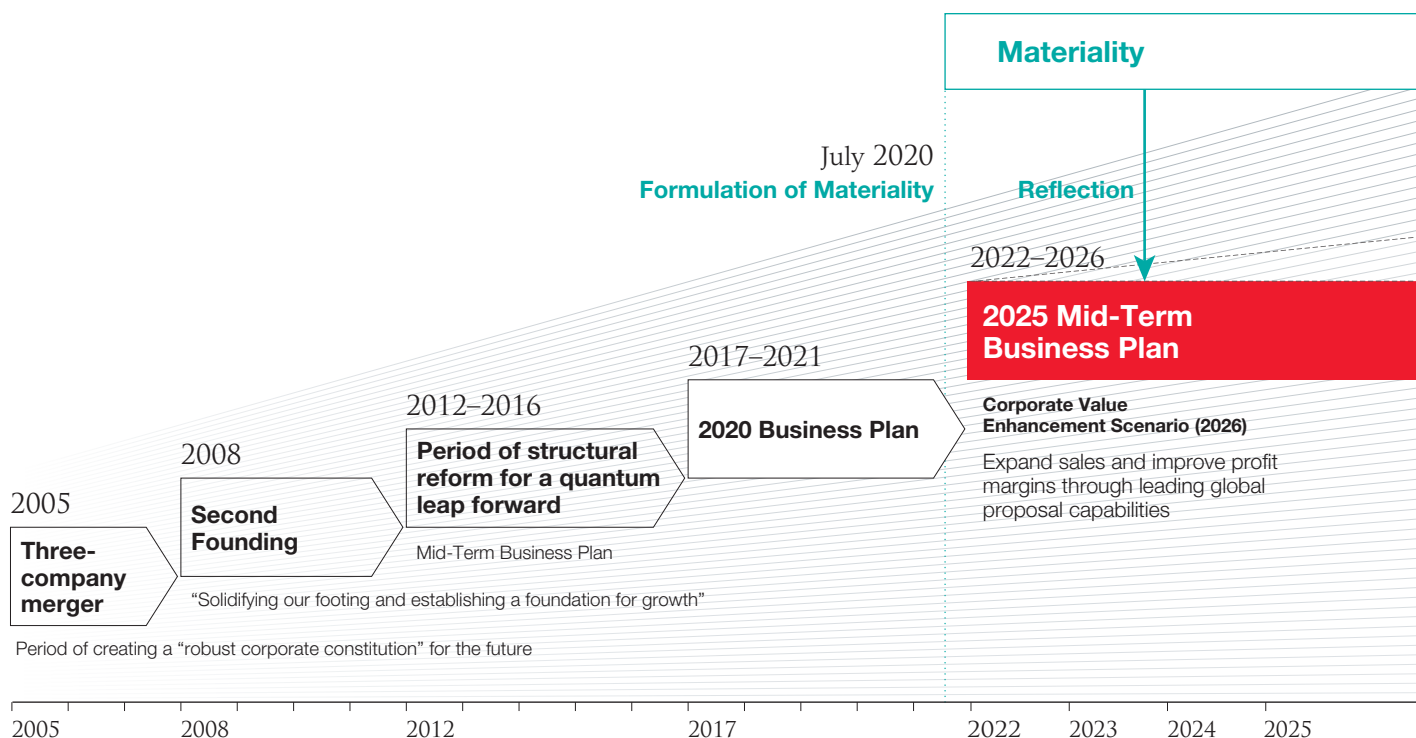 Materiality
July 2020
Formulation of Materiality
Reflection
2022–2026
2025 Mid-Term
Business Plan
Corporate Value
Enhancement Scenario (2026)
Expand sales and improve profit
margins through leading global
proposal capabilities
2017–2021
2020 Business Plan
2012–2016
Period of structural
reform for a quantum
leap forward
Mid-Term Business Plan
2008
Second
Founding
“Solidifying our footing and establishing a foundation for growth”
2005
Three-
company
merger
Period of creating a “robust corporate constitution” for the future
2005 2008 2012 2017 2022 2023 2024 2025